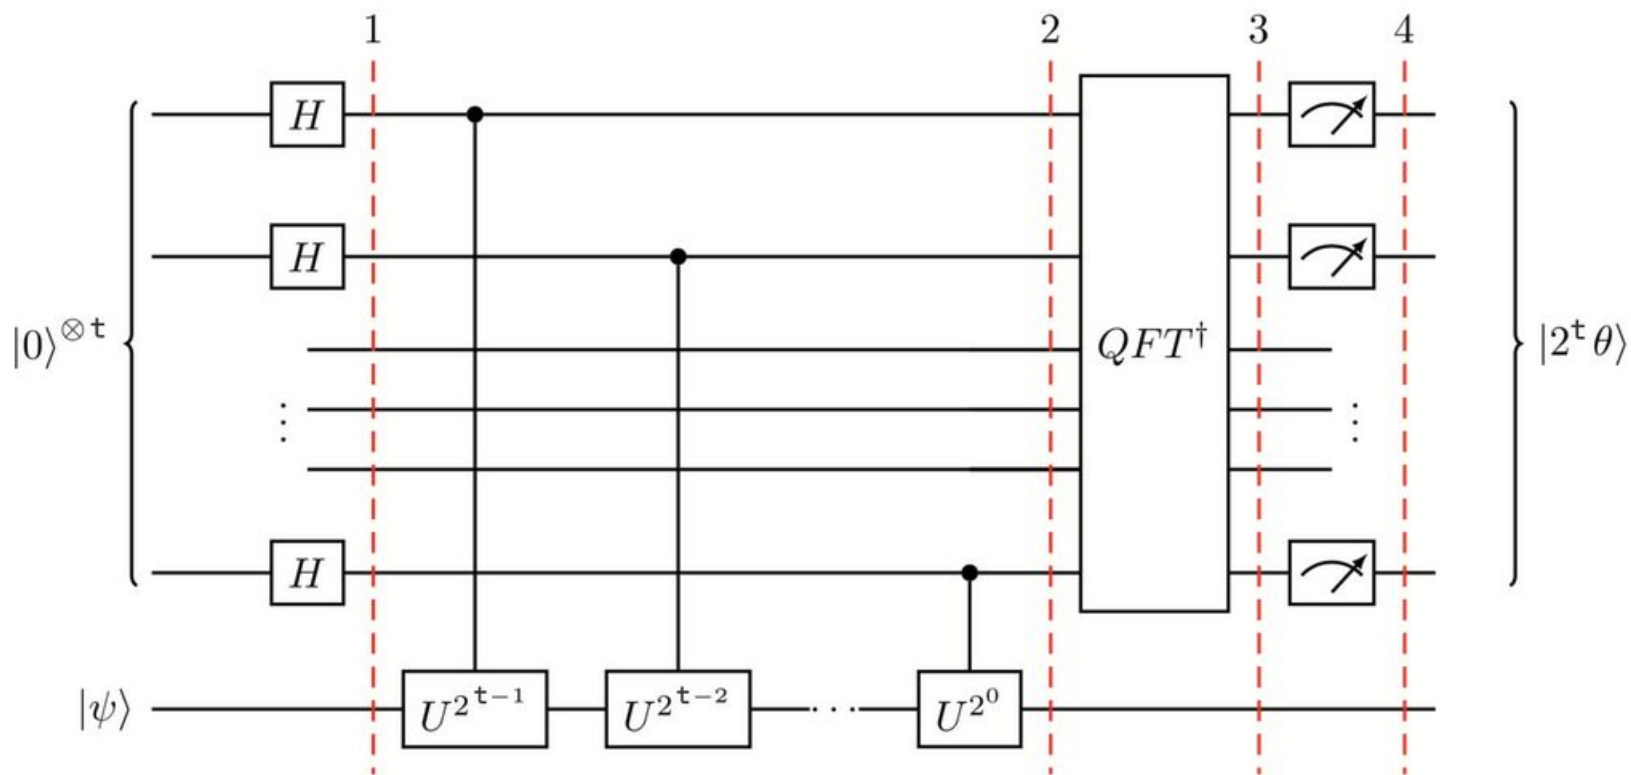 1 2 3 4
H
H
|0⟩^{⊗t} QFT† |2^t θ⟩
⋮ ⋮
H
|ψ⟩ U^{2^{t−1}} U^{2^{t−2}} ··· U^{2^0}